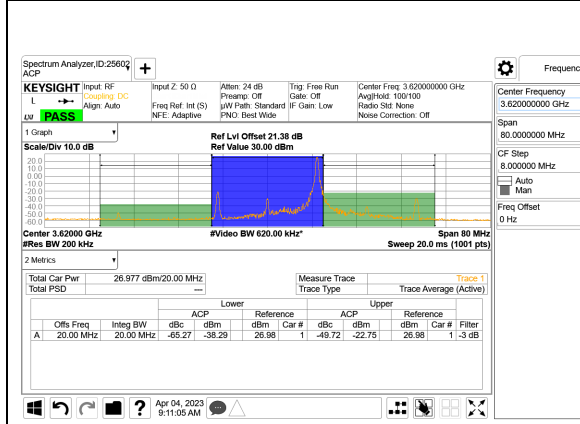 Spectrum Analyzer,ID:25602
ACP
+
Frequenc
KEYSIGHT Input: RF
Coupling: DC
Align: Auto
Input Z: 50 Ω
Freq Ref: Int (S)
NFE: Adaptive
Atten: 24 dB
Preamp: Off
µW Path: Standard
PNO: Best Wide
Trig: Free Run
Gate: Off
IF Gain: Low
Center Freq: 3.620000000 GHz
Avg|Hold: 100/100
Radio Std: None
Noise Correction: Off
L
LXI PASS
Center Frequency
3.620000000 GHz
Span
80.0000000 MHz
CF Step
8.000000 MHz
Auto
Man
Freq Offset
0 Hz
1 Graph
Scale/Div 10.0 dB
Ref Lvl Offset 21.38 dB
Ref Value 30.00 dBm
20.0
10.0
0.00
-10.0
-20.0
-30.0
-40.0
-50.0
-60.0
Center 3.62000 GHz
#Res BW 200 kHz
#Video BW 620.00 kHz*
Span 80 MHz
Sweep 20.0 ms (1001 pts)
2 Metrics
Total Car Pwr 26.977 dBm/20.00 MHz
Total PSD —
Measure Trace Trace 1
Trace Type Trace Average (Active)
Lower Upper
ACP Reference ACP Reference
Offs Freq Integ BW dBc dBm dBm Car # dBc dBm dBm Car # Filter
A 20.00 MHz 20.00 MHz -65.27 -38.29 26.98 1 -49.72 -22.75 26.98 1 -3 dB
?
Apr 04, 2023
9:11:05 AM